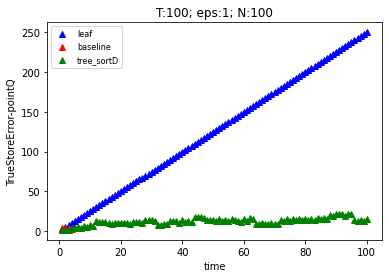 T:100; eps:1; N:100
250
200
150
100
50
0
TrueStoreError-pointQ
leaf
baseline
tree_sortD
0 20 40 60 80 100
time